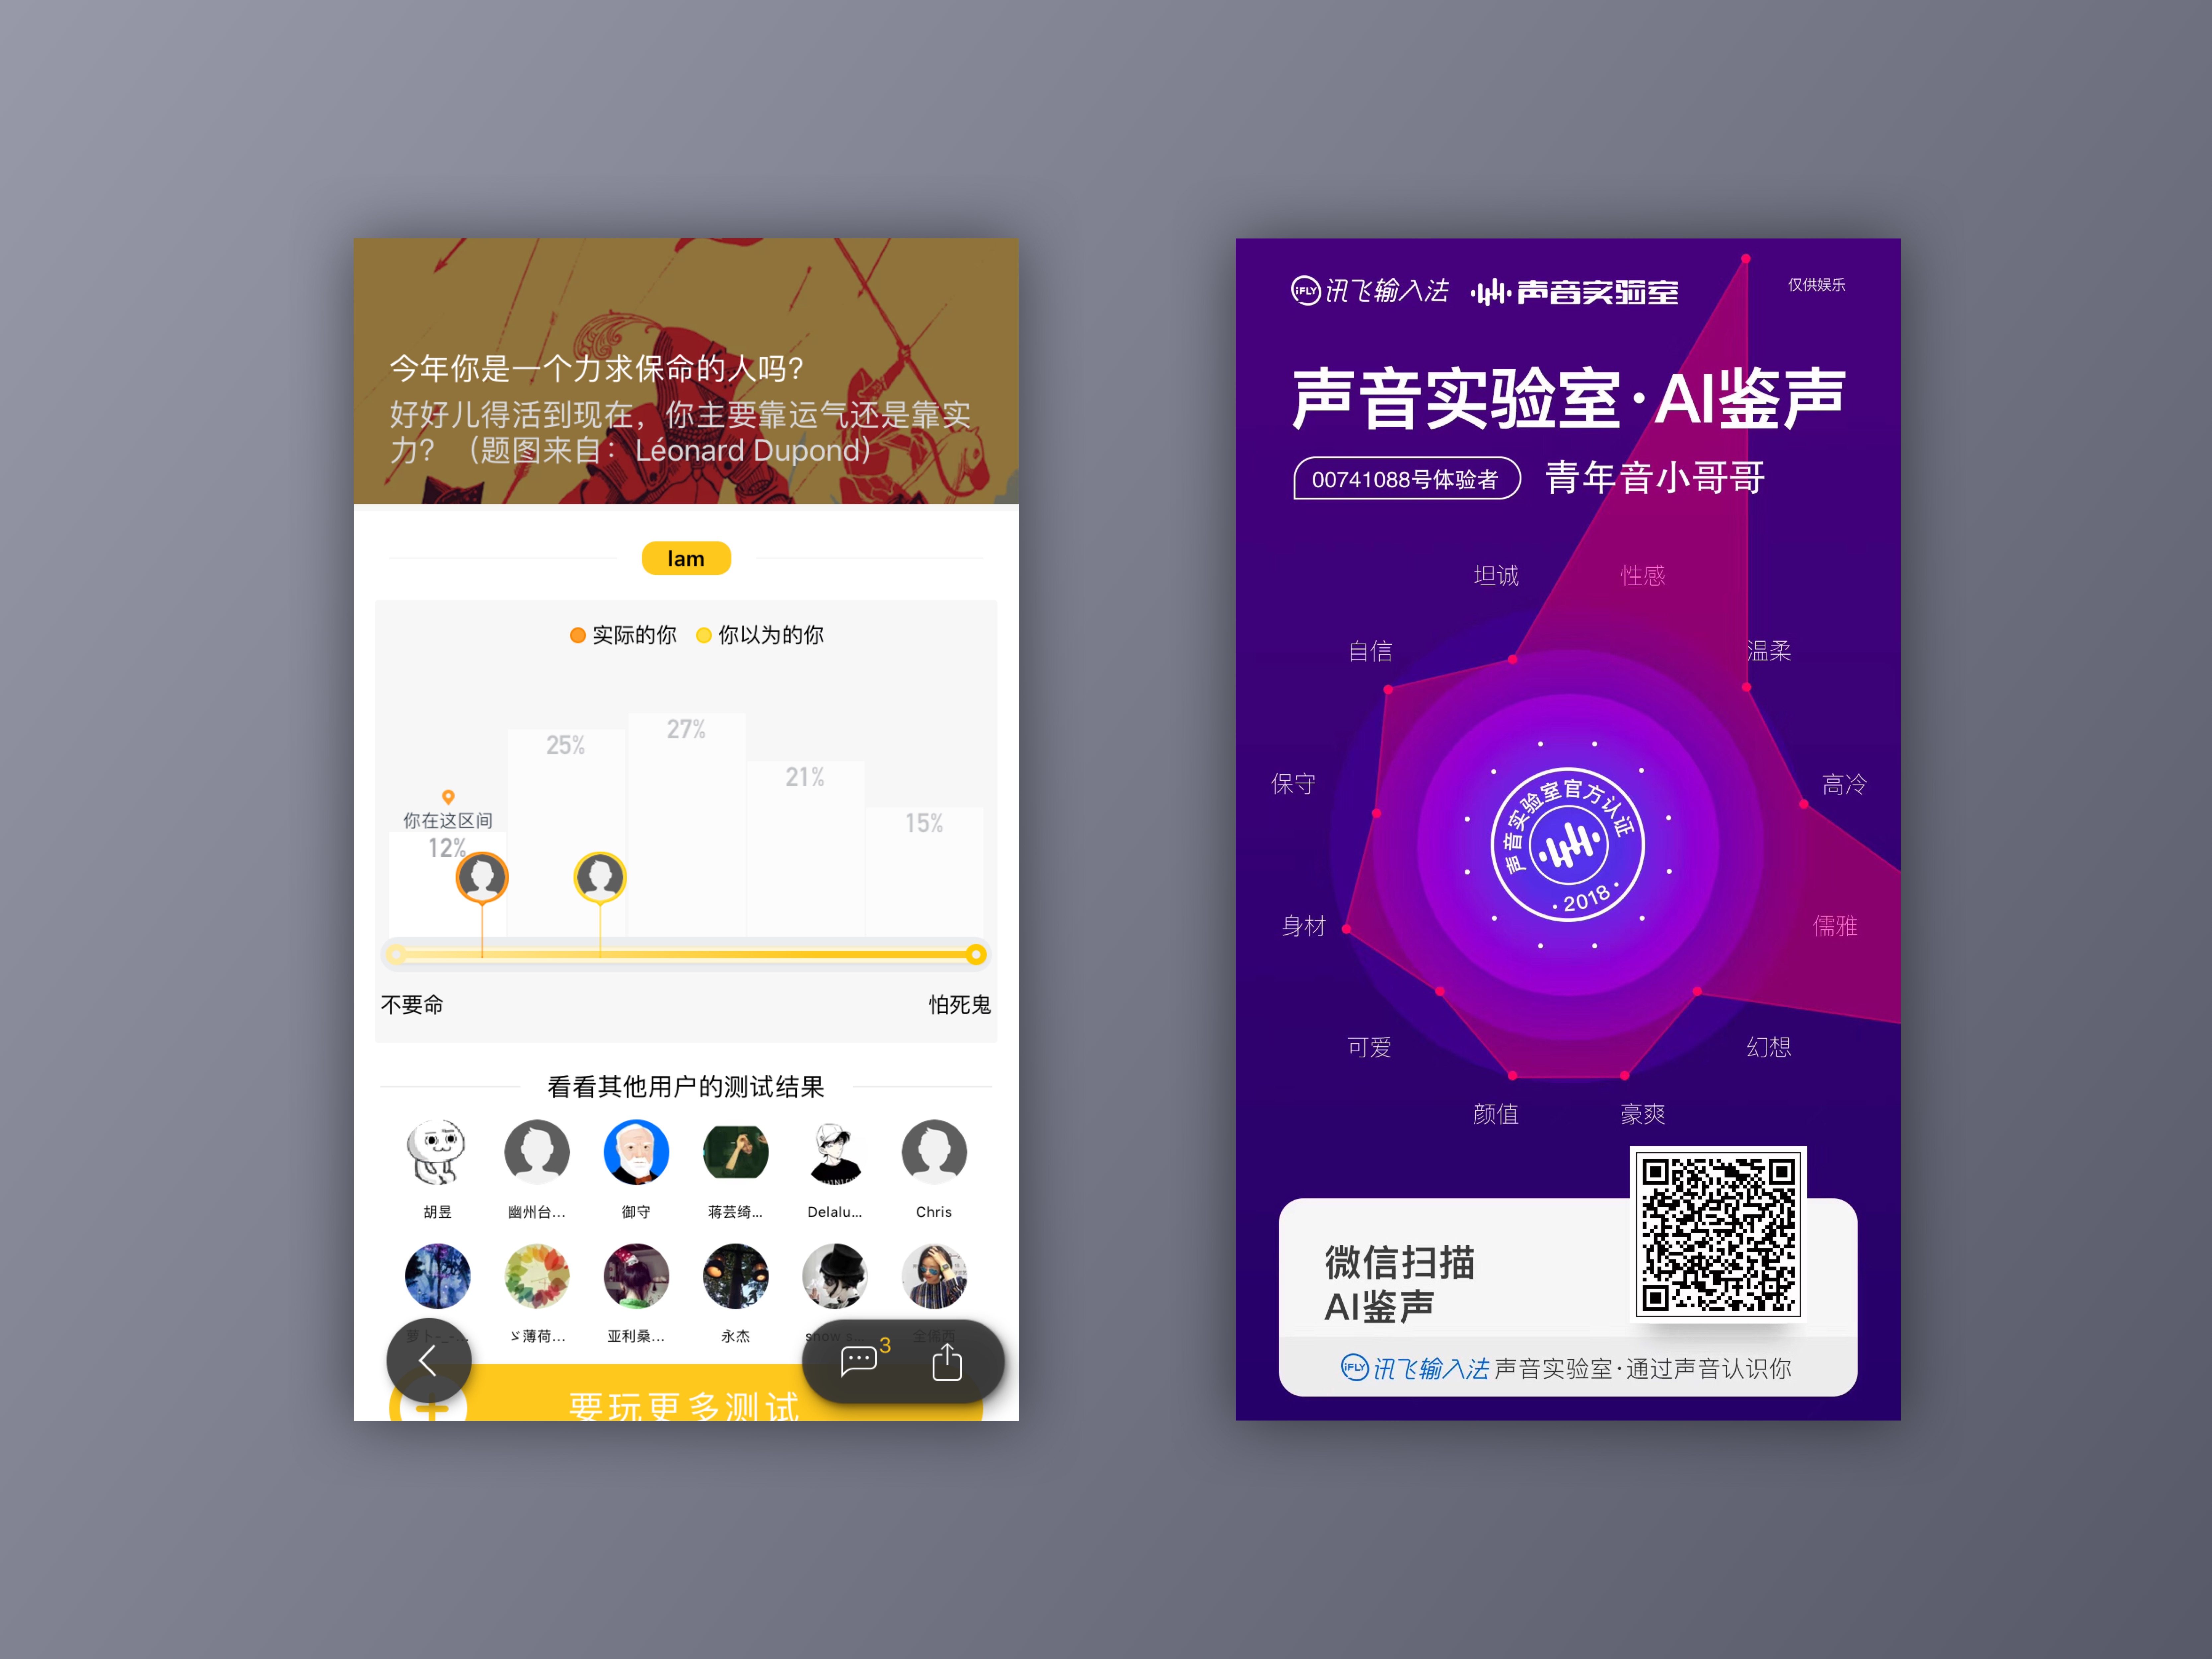 今年你是一个力求保命的人吗?
好好儿得活到现在，你主要靠运气还是靠实
力？（题图来自：Léonard Dupond）
lam
实际的你 你以为的你
27%
25%
21%
15%
你在这区间
12%
不要命 怕死鬼
看看其他用户的测试结果
胡昱 幽州台... 御守 蒋芸绮... Delalu... Chris
萝卜-_-... ゞ薄荷... 亚利桑... 永杰 snow s...
3
要玩更多测试
iFLY 讯飞输入法 声音实验室 仅供娱乐
声音实验室·AI鉴声
00741088号体验者 青年音小哥哥
坦诚 性感
自信 温柔
保守 高冷
声音实验室官方认证
·2018·
身材 儒雅
可爱 幻想
颜值 豪爽
微信扫描
AI鉴声
iFLY 讯飞输入法 声音实验室·通过声音认识你